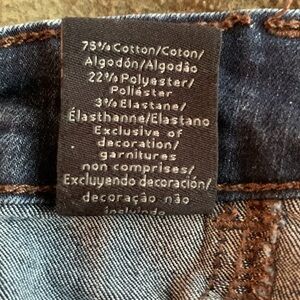 75% Cotton/Coton/
Algodón/Algodão
22% Polyester/
Poliéster
3% Elastane/
Élasthanne/Elastano
Exclusive of
decoration/
garnitures
non comprises/
Excluyendo decoración/
decoração não